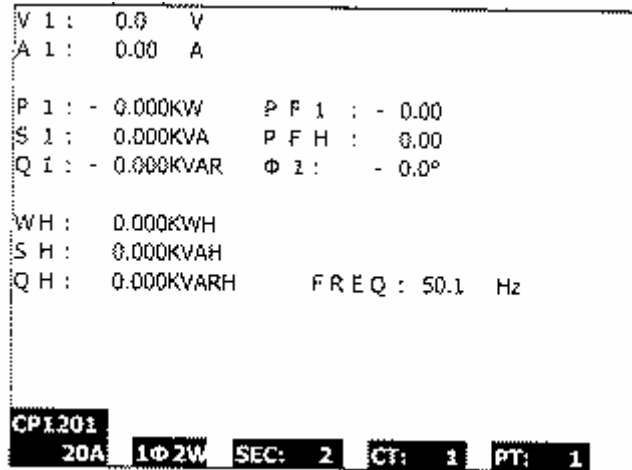 V 1 : 0.0 V
A 1 : 0.00 A
P 1 : - 0.000KW P F 1 : - 0.00
S 1 : 0.000KVA P F H : 0.00
Q 1 : - 0.000KVAR Φ 1 : - 0.0º
W H : 0.000KWH
S H : 0.000KVAH
Q H : 0.000KVARH F R E Q : 50.1 Hz
CP1201
20A 1Φ2W SEC: 2 CT: 1 PT: 1